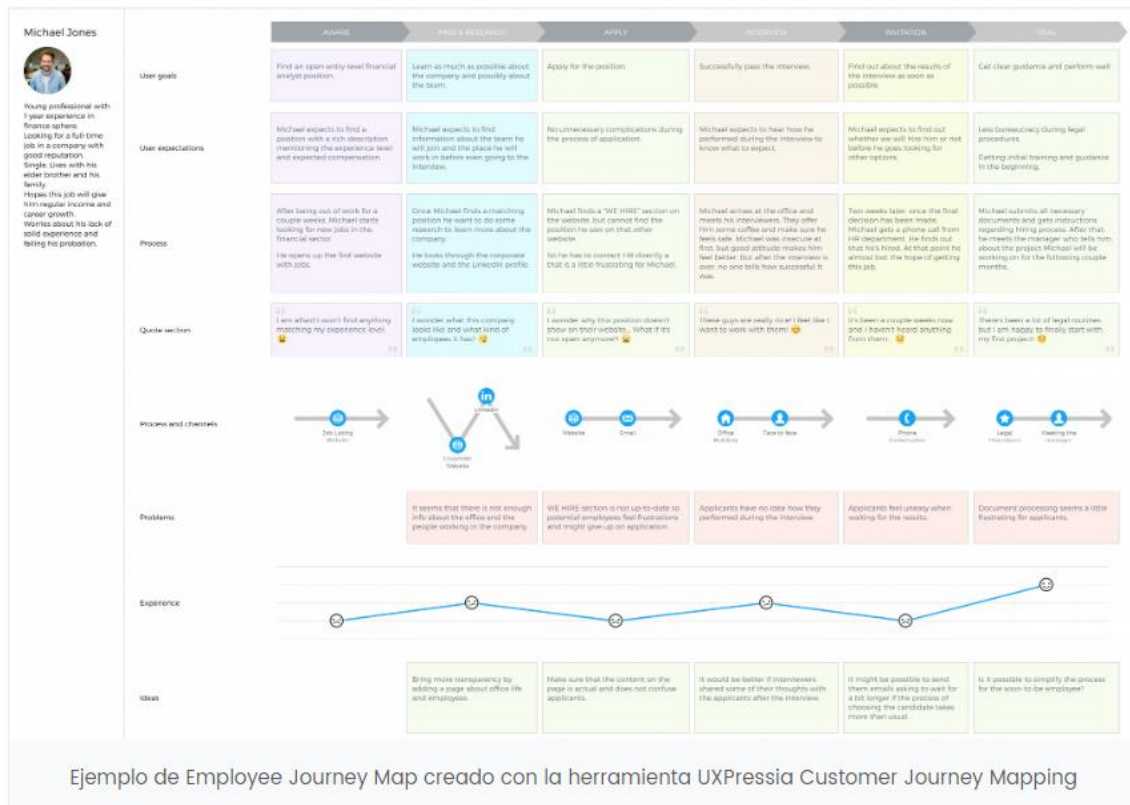 Michael Jones
Young professional with
1 year experience in
finance sphere.
Looking for a full-time
job in a company with
good reputation.
Single. Lives with his
elder brother and his
family.
Hopes this job will give
him regular income and
career growth.
Worries about his lack of
solid experience and
failing his probation.
AWARE
FIND & RESEARCH
APPLY
INTERVIEW
INVITATION
TRIAL
User goals
Find an open entry-level financial
analyst position.
Learn as much as possible about
the company and possibly about
the team.
Apply for the position.
Successfully pass the interview.
Find out about the results of
the interview as soon as
possible.
Get clear guidance and perform well
User expectations
Michael expects to find a
position with a rich description
mentioning the experience level
and expected compensation.
Michael expects to find
information about the team he
will join and the place he will
work in before even going to the
interview.
No unnecessary complications during
the process of application.
Michael expects to hear how he
performed during the interview to
know what to expect.
Michael expects to find out
whether we will hire him or not
before he goes looking for
other options.
Less bureaucracy during legal
procedures.
Getting initial training and guidance
in the beginning.
Process
After being out of work for a
couple weeks, Michael starts
looking for new jobs in the
financial sector.
He opens up the first website
with jobs.
Once Michael finds a matching
position he want to do some
research to learn more about the
company.
He looks through the corporate
website and the LinkedIn profile.
Michael finds a "WE HIRE" section on
the website, but cannot find the
position he saw on that other
website.
So he has to contact HR directly a
that is a little frustrating for Michael.
Michael arrives at the office and
meets his interviewers. They offer
him some coffee and make sure he
feels safe. Michael was insecure at
first, but good attitude makes him
feel better. But after the interview is
over, no one tells how successful it
was.
Two weeks later, once the final
decision has been made,
Michael gets a phone call from
HR department. He finds out
that he's hired. At that point he
almost lost the hope of getting
this job.
Michael submits all necessary
documents and gets instructions
regarding hiring process. After that,
he meets the manager who tells him
about the project Michael will be
working on for the following couple
months.
Quote section
I am afraid I won't find anything
matching my experience level.
I wonder what this company
looks like and what kind of
employees it has?
I wonder why this position doesn't
show on their website... What if it's
not open anymore?
These guys are really nice! I feel like I
want to work with them!
It's been a couple weeks now
and I haven't heard anything
from them...
There's been a lot of legal routines
but I am happy to finally start with
my first project!
Process and channels
Job Listing
Website
LinkedIn
Corporate
Website
Website
Email
Office
Building
Face to face
Phone
Conversation
Legal
Procedures
Meeting the
manager
Problems
It seems that there is not enough
info about the office and the
people working in the company.
WE HIRE section is not up-to-date so
potential employees feel frustrations
and might give up on application.
Applicants have no idea how they
performed during the interview.
Applicants feel uneasy when
waiting for the results.
Document processing seems a little
frustrating for applicants.
Experience
Ideas
Bring more transparency by
adding a page about office life
and employees.
Make sure that the content on the
page is actual and does not confuse
applicants.
It would be better if interviewers
shared some of their thoughts with
the applicants after the interview.
It might be possible to send
them emails asking to wait for
a bit longer if the process of
choosing the candidate takes
more than usual.
Is it possible to simplify the process
for the soon-to-be employee?
Ejemplo de Employee Journey Map creado con la herramienta UXPressia Customer Journey Mapping